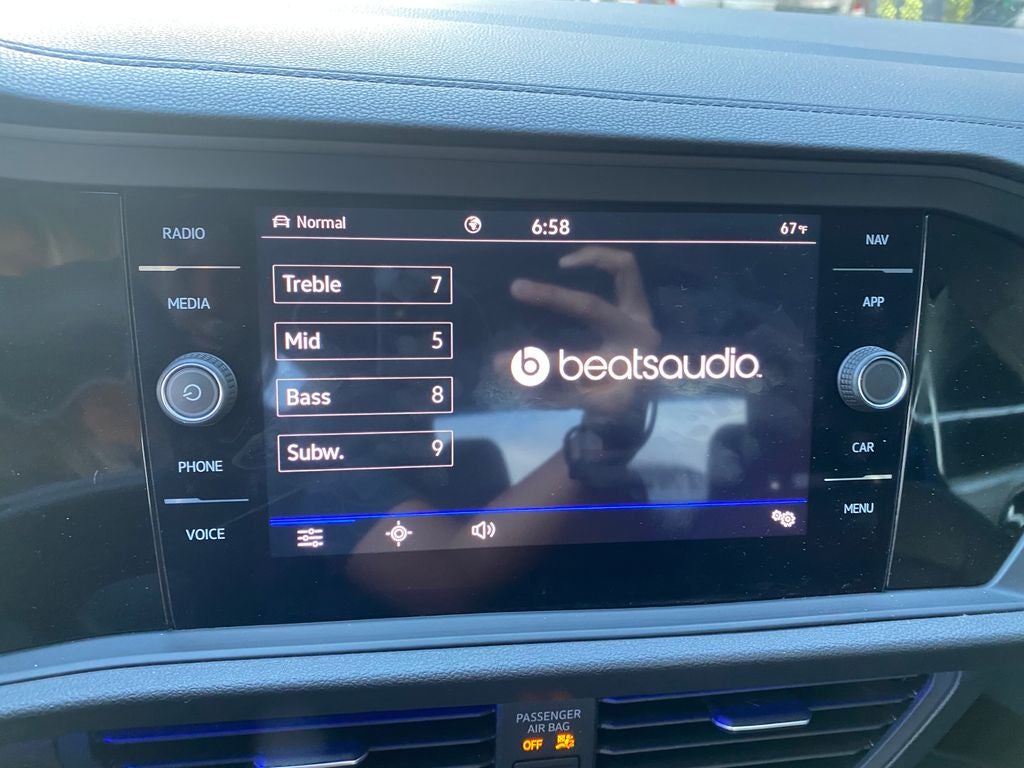 RADIO
MEDIA
PHONE
VOICE
Normal
6:58
67°F
Treble 7
Mid 5
Bass 8
Subw. 9
b beatsaudio™
NAV
APP
CAR
MENU
PASSENGER
AIR BAG
OFF